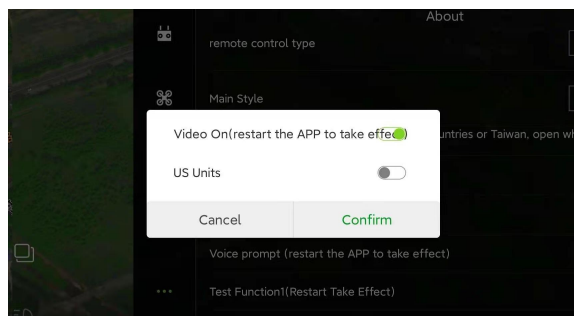 About
remote control type
Main Style
Video On(restart the APP to take effect)
untries or Taiwan, open wh
US Units
Cancel
Confirm
Voice prompt (restart the APP to take effect)
Test Function1(Restart Take Effect)